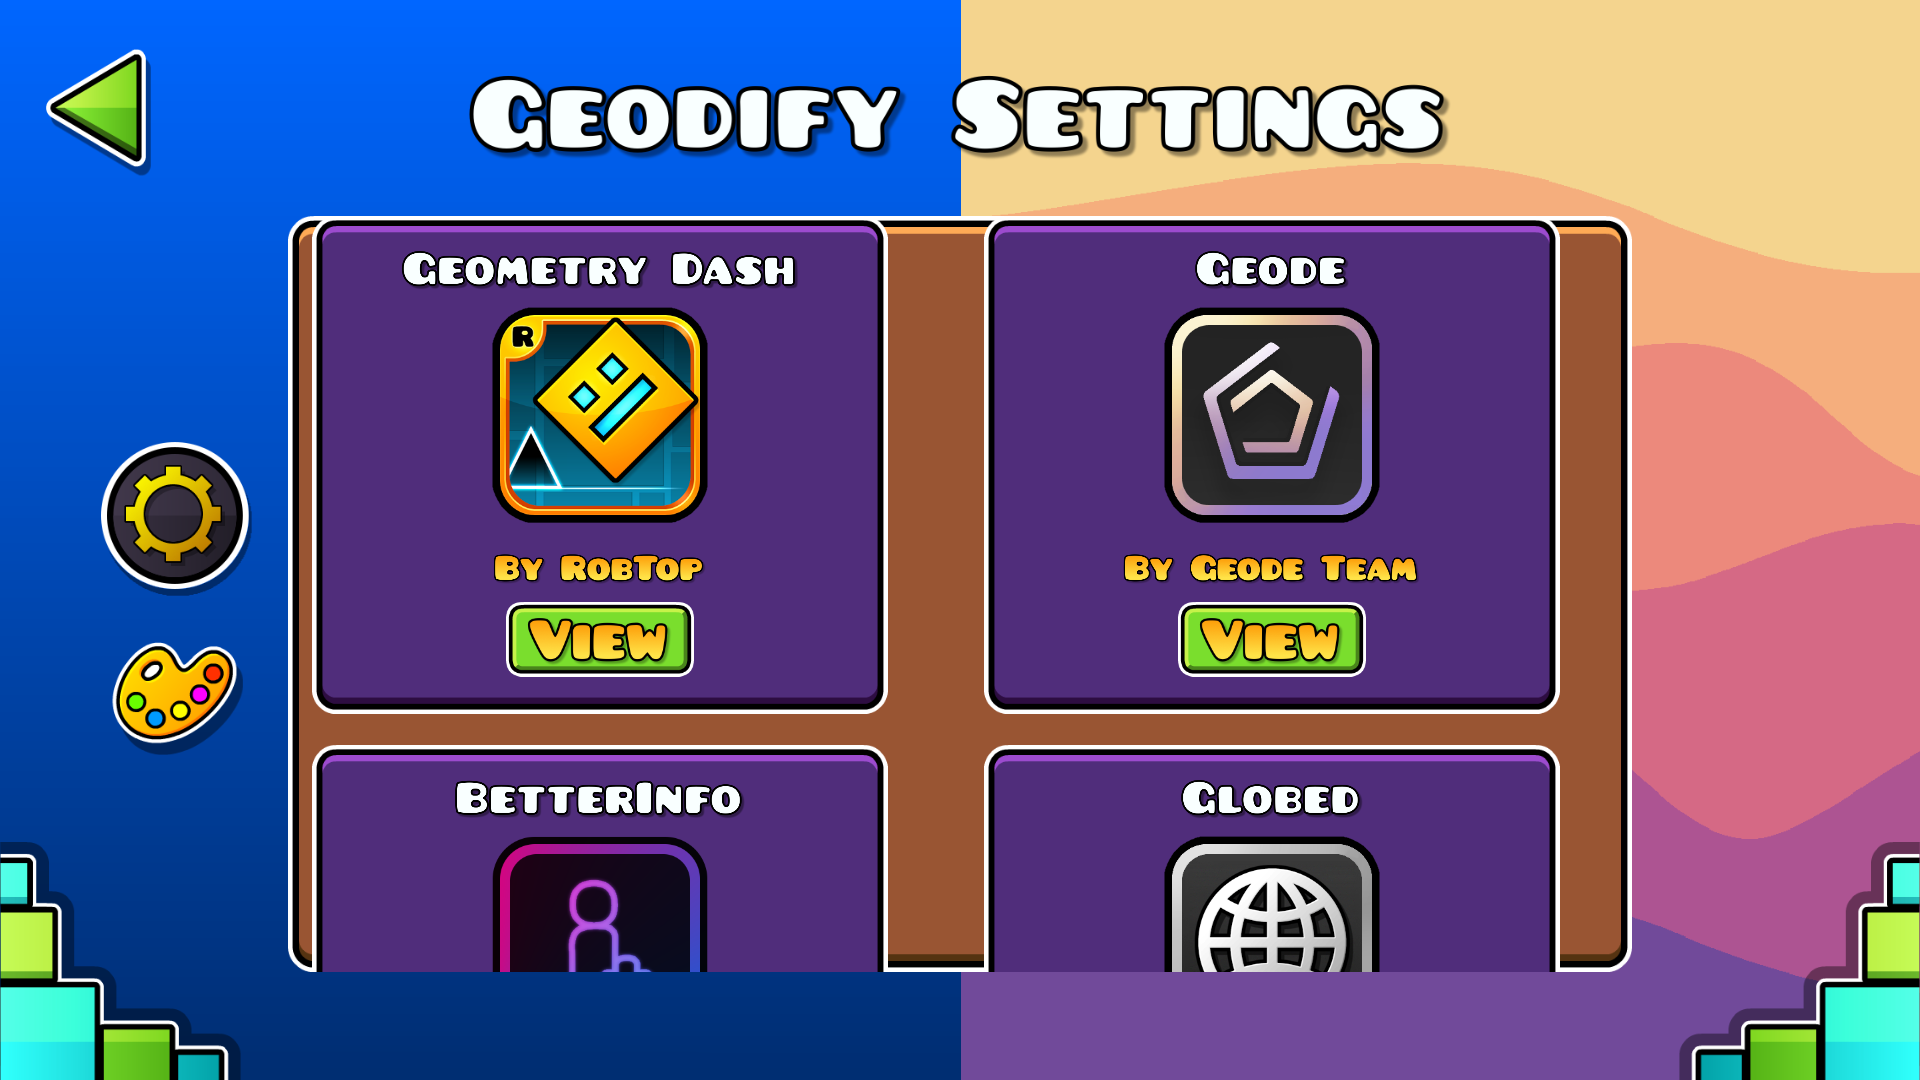 Geodify Settings
Geometry Dash
R
By RobTop
View
Geode
By Geode Team
View
BetterInfo
Globed